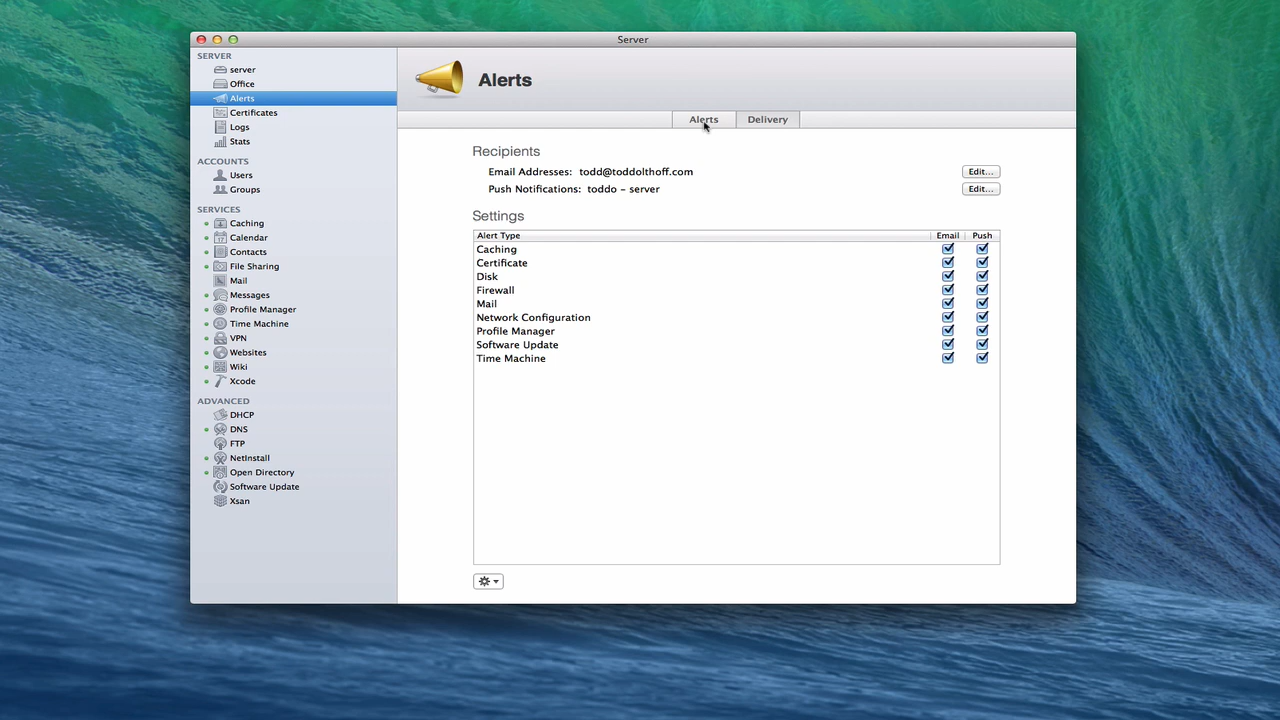 Server
SERVER
server
Office
Alerts
Certificates
Logs
Stats
ACCOUNTS
Users
Groups
SERVICES
Caching
Calendar
Contacts
File Sharing
Mail
Messages
Profile Manager
Time Machine
VPN
Websites
Wiki
Xcode
ADVANCED
DHCP
DNS
FTP
NetInstall
Open Directory
Software Update
Xsan
Alerts
Alerts Delivery
Recipients
Email Addresses: todd@toddolthoff.com Edit...
Push Notifications: toddo - server Edit...
Settings
Alert Type Email Push
Caching
Certificate
Disk
Firewall
Mail
Network Configuration
Profile Manager
Software Update
Time Machine